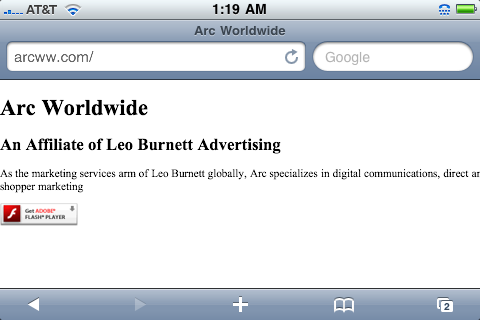 AT&T 1:19 AM
Arc Worldwide
arcww.com/ Google
Arc Worldwide
An Affiliate of Leo Burnett Advertising
As the marketing services arm of Leo Burnett globally, Arc specializes in digital communications, direct an
shopper marketing
Get ADOBE®
FLASH® PLAYER
2